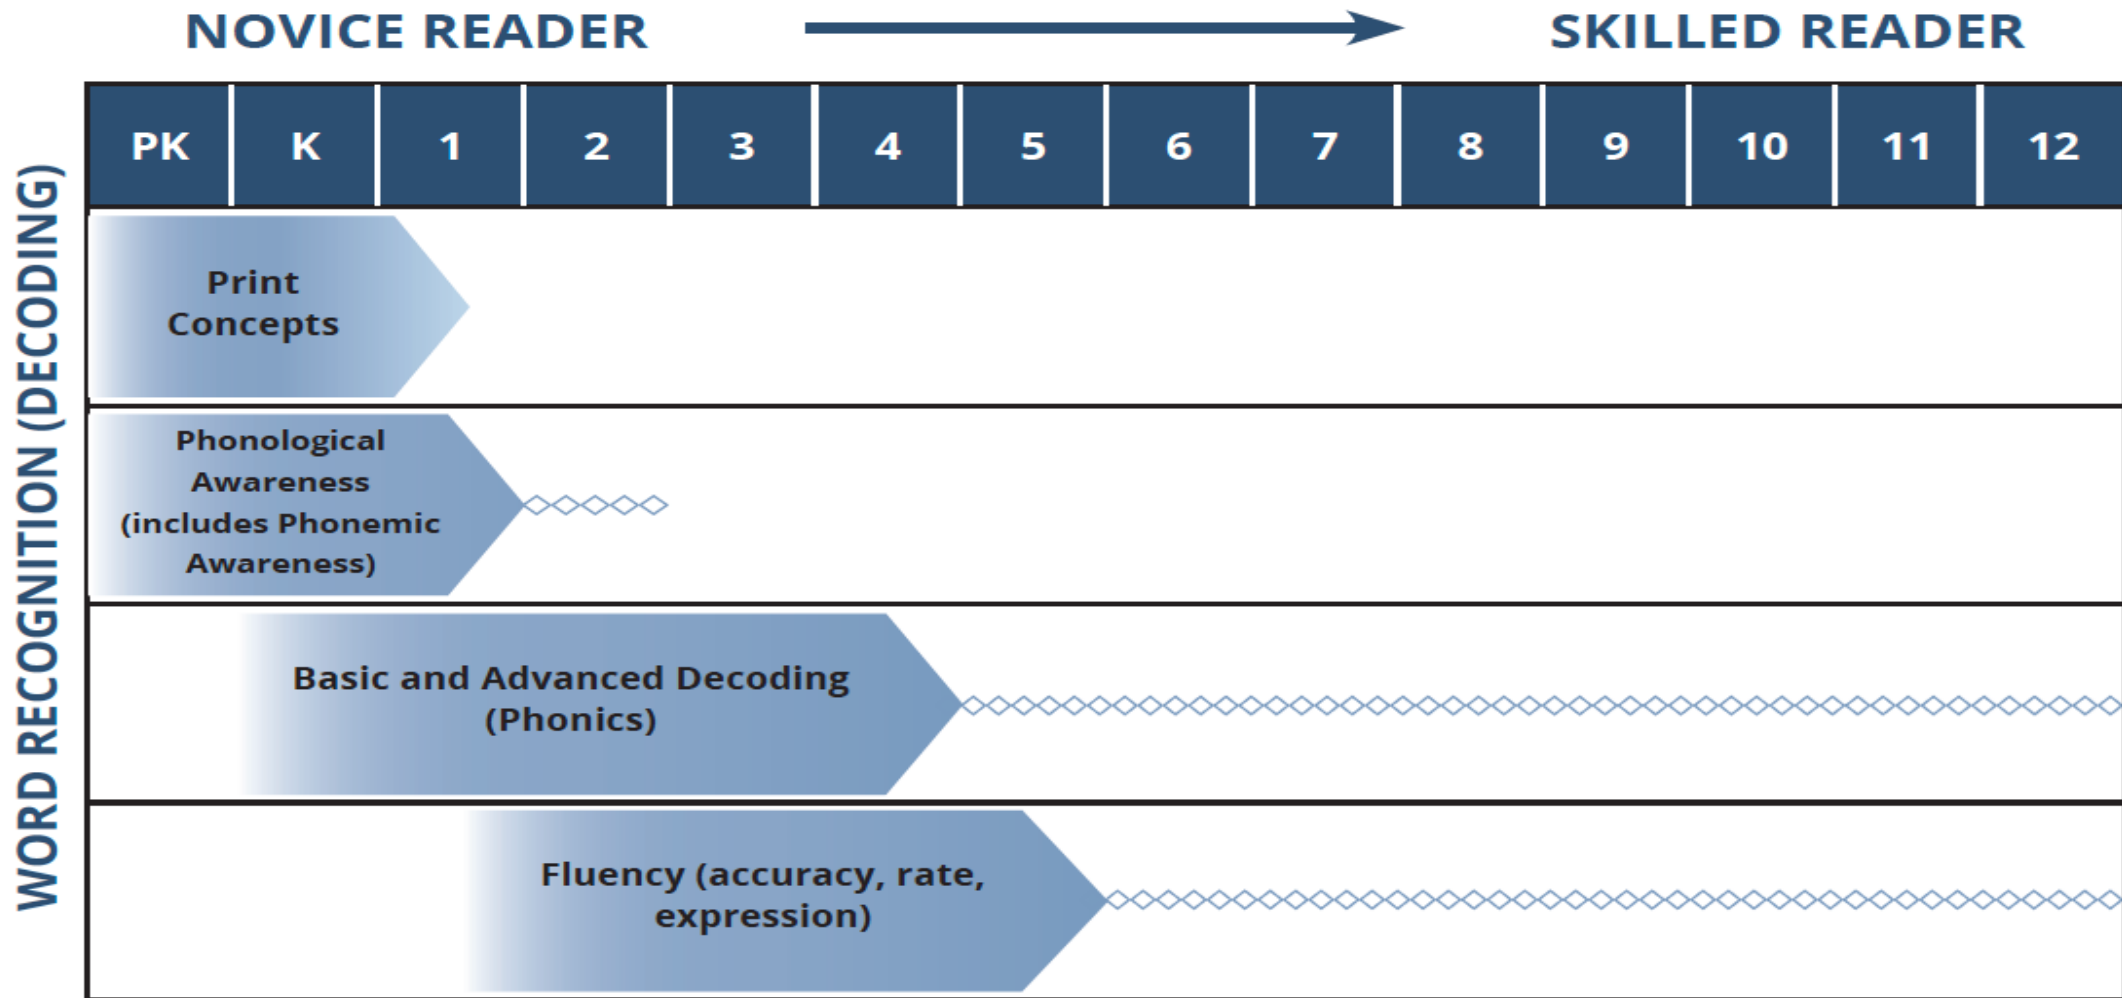 NOVICE READER
SKILLED READER
PK K 1 2 3 4 5 6 7 8 9 10 11 12
WORD RECOGNITION (DECODING)
Print
Concepts
Phonological
Awareness
(includes Phonemic
Awareness)
Basic and Advanced Decoding
(Phonics)
Fluency (accuracy, rate,
expression)